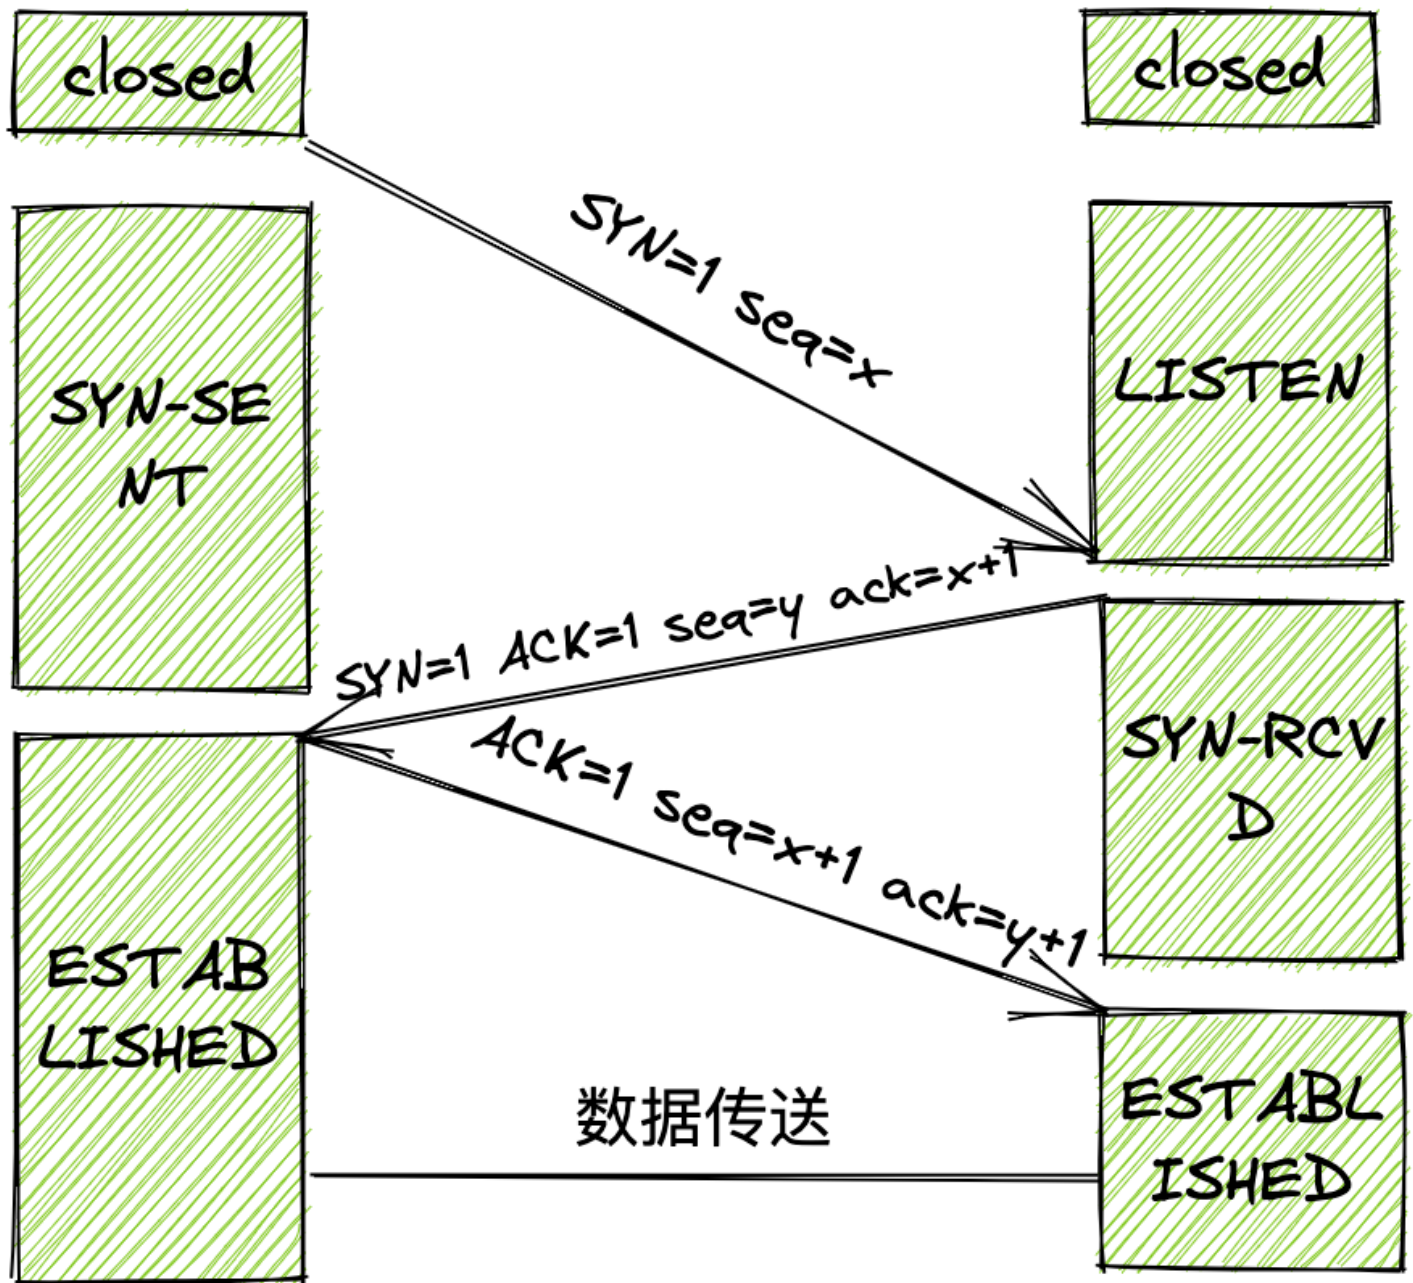 closed
closed
SYN=1 seq=x
SYN-SE
NT
LISTEN
SYN=1 ACK=1 seq=y ack=x+1
ACK=1 seq=x+1 ack=y+1
SYN-RCV
D
ESTAB
LISHED
数据传送
ESTABL
ISHED